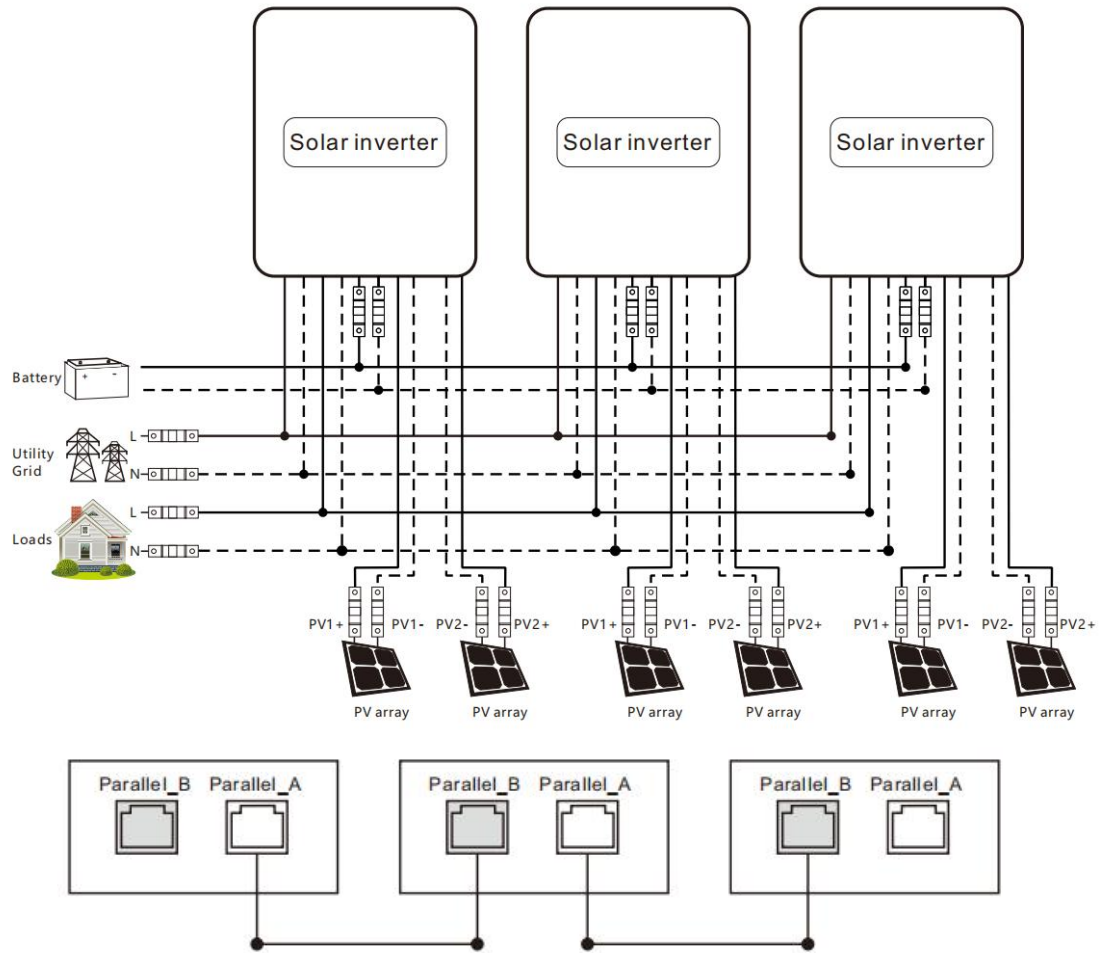 Solar inverter Solar inverter Solar inverter
Battery
+ -
Utility
Grid
L
N
Loads
L
N
PV1+ PV1- PV2- PV2+ PV1+ PV1- PV2- PV2+ PV1+ PV1- PV2- PV2+
PV array PV array PV array PV array PV array PV array
Parallel_B Parallel_A Parallel_B Parallel_A Parallel_B Parallel_A